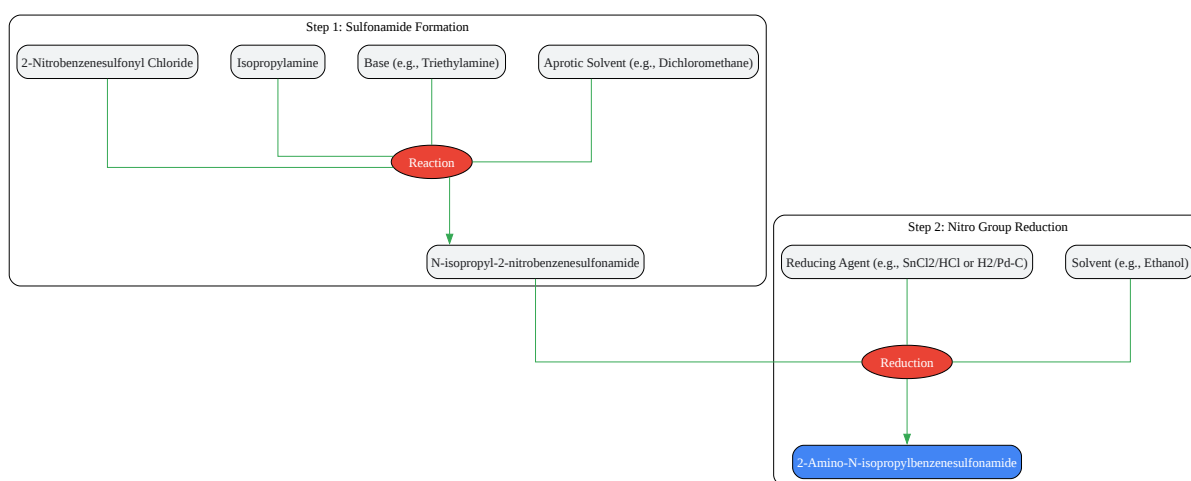 Step 1: Sulfonamide Formation
2-Nitrobenzenesulfonyl Chloride
Isopropylamine
Base (e.g., Triethylamine)
Aprotic Solvent (e.g., Dichloromethane)
Reaction
N-isopropyl-2-nitrobenzenesulfonamide
Step 2: Nitro Group Reduction
Reducing Agent (e.g., SnCl2/HCl or H2/Pd-C)
Solvent (e.g., Ethanol)
Reduction
2-Amino-N-isopropylbenzenesulfonamide